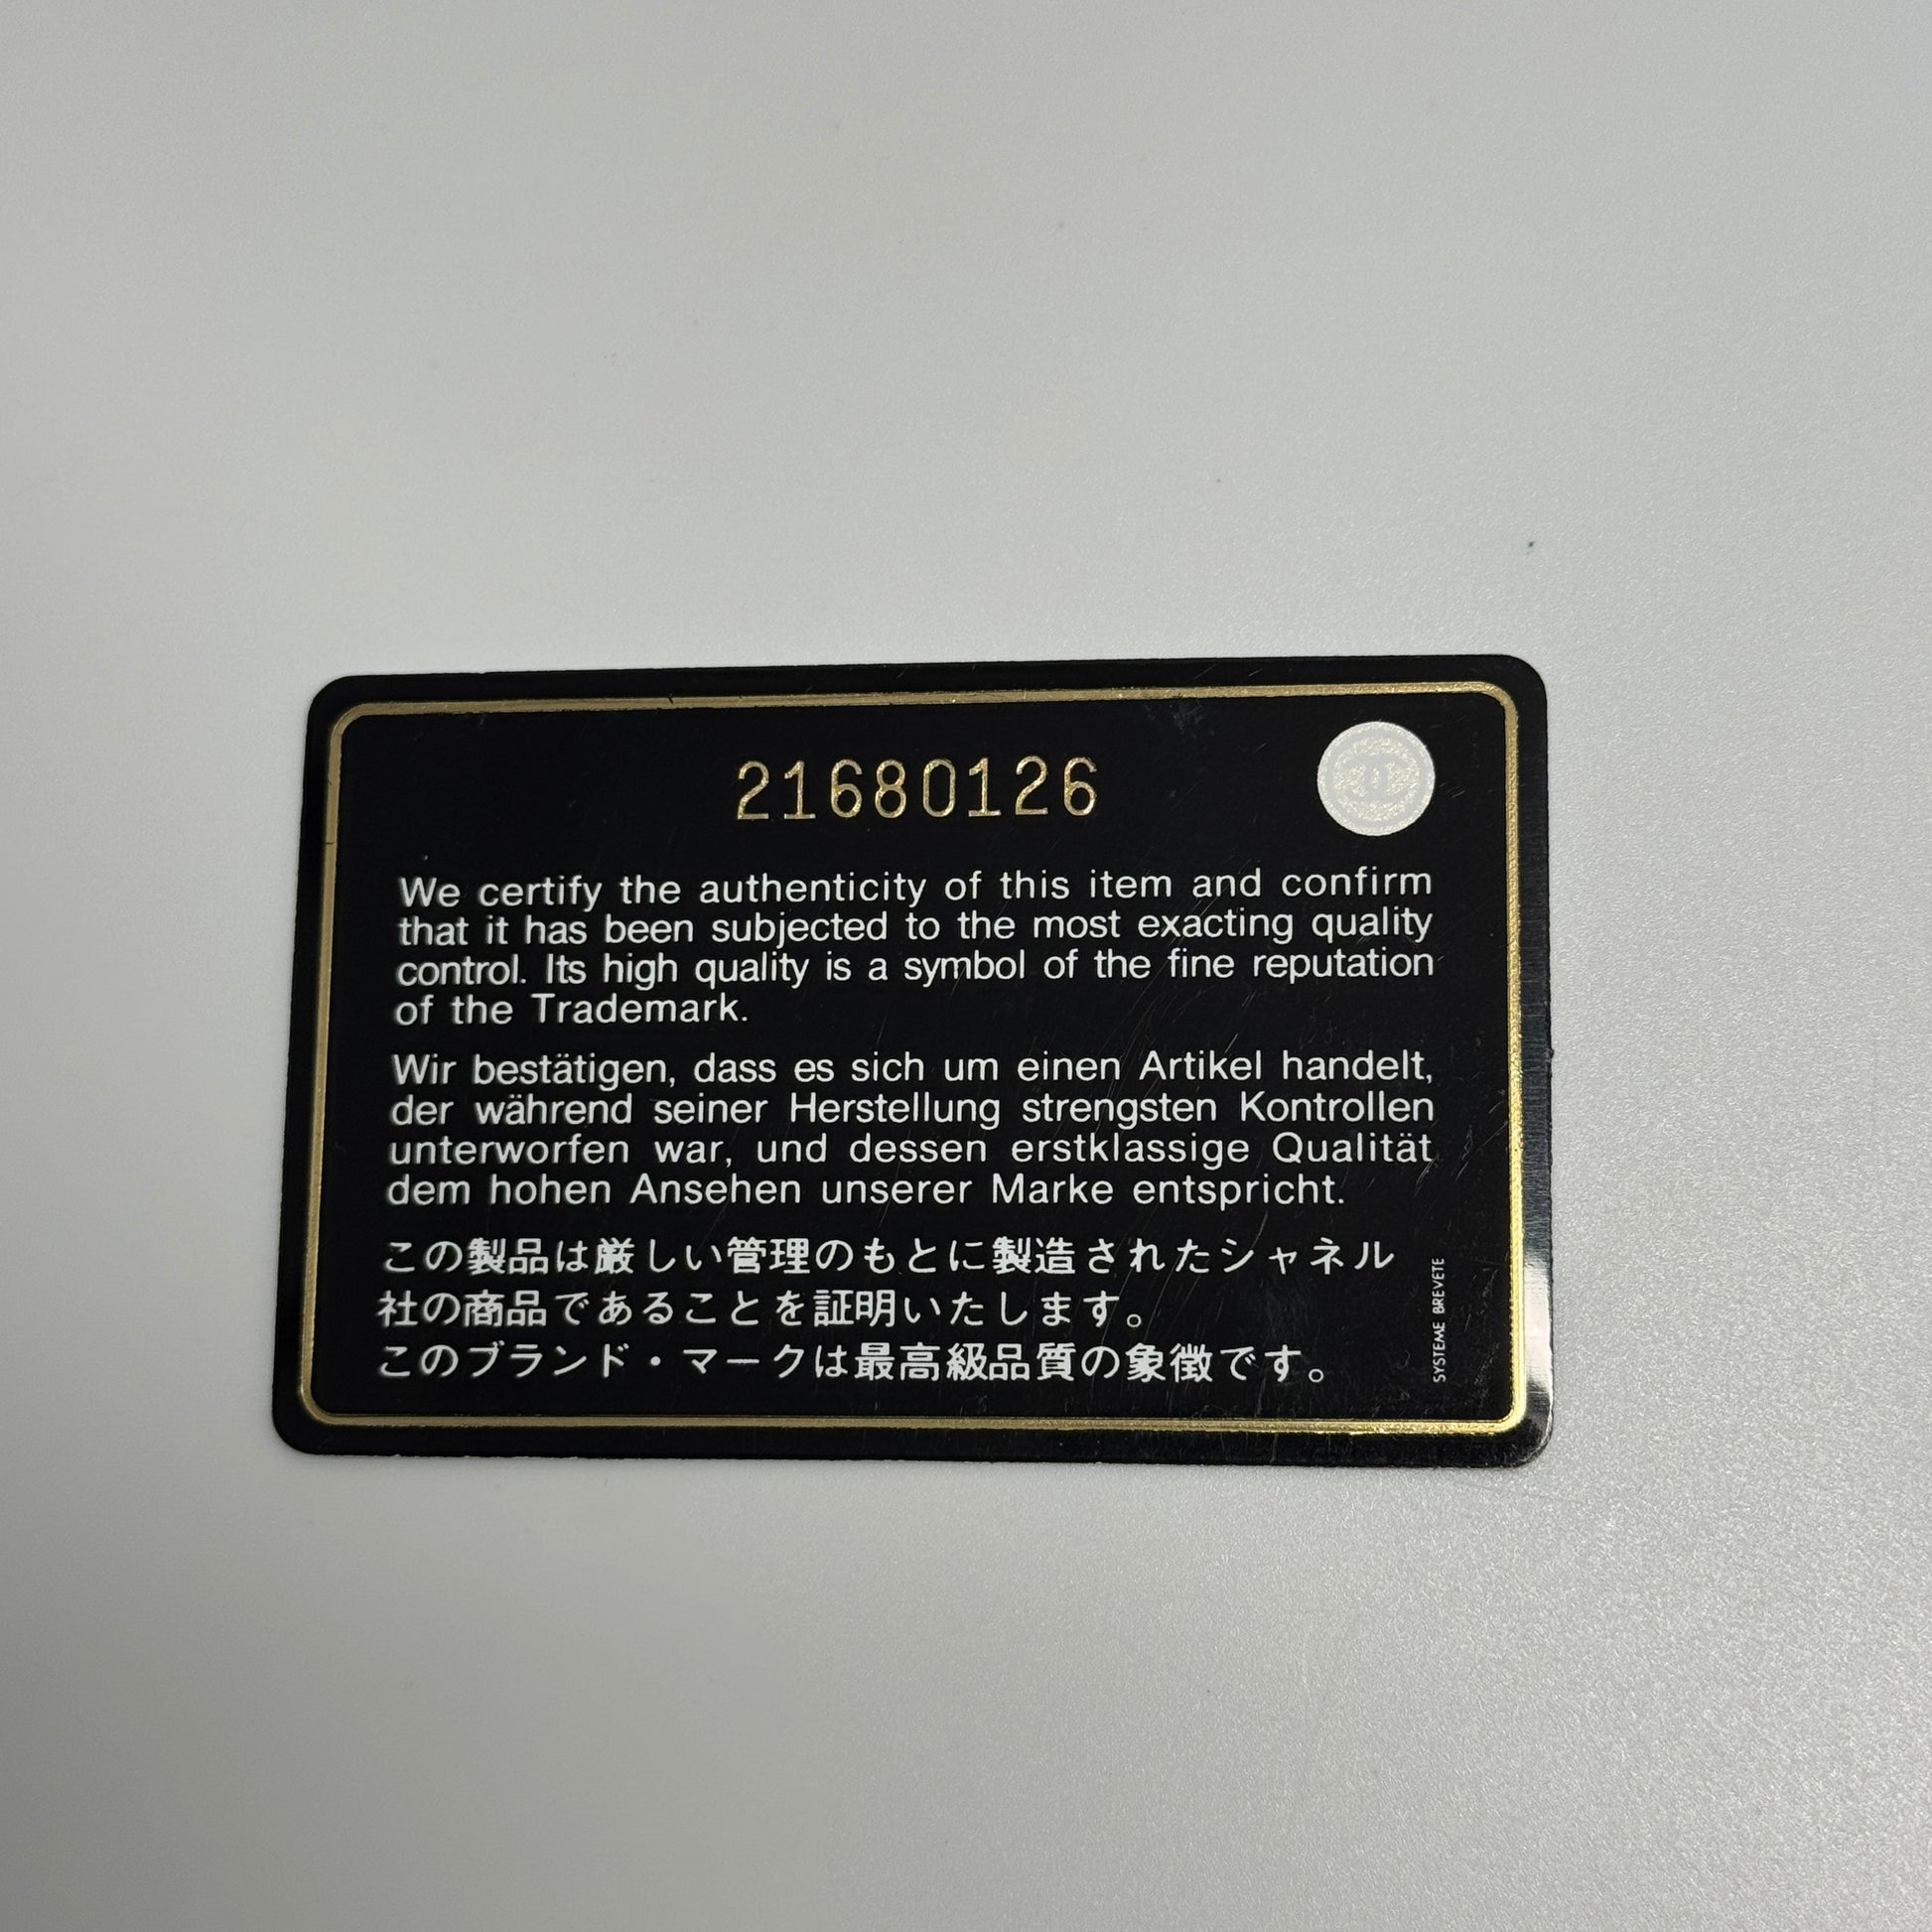 21680126
We certify the authenticity of this item and confirm
that it has been subjected to the most exacting quality
control. Its high quality is a symbol of the fine reputation
of the Trademark.
Wir bestätigen, dass es sich um einen Artikel handelt,
der während seiner Herstellung strengsten Kontrollen
unterworfen war, und dessen erstklassige Qualität
dem hohen Ansehen unserer Marke entspricht.
この製品は厳しい管理のもとに製造されたシャネル
社の商品であることを証明いたします。
このブランド・マークは最高級品質の象徴です。
SYSTEME BREVETE